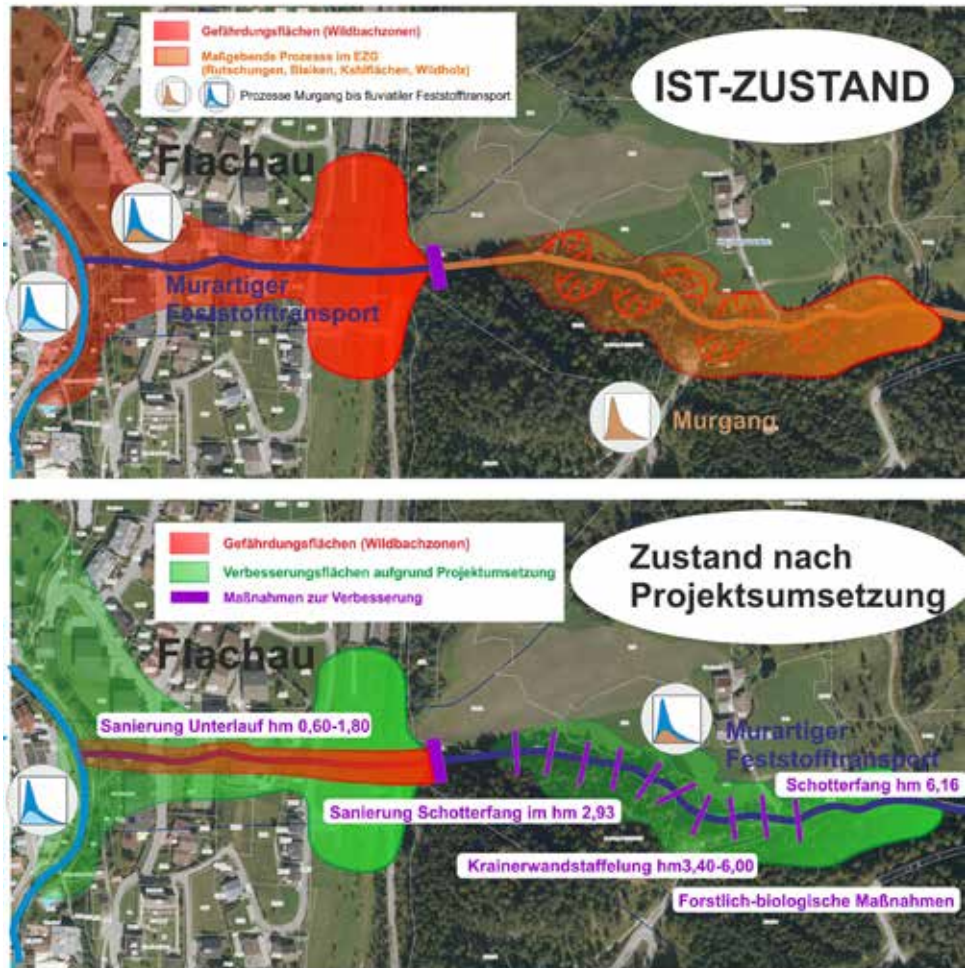 Gefährdungsflächen (Wildbachzonen)
Maßgebende Prozesse im EZG
(Rutschungen, Blaiken, Kahlflächen, Wildholz)
Prozesse Murgang bis fluviatiler Feststofftransport
IST-ZUSTAND
Flachau
Murartiger
Feststofftransport
Murgang
Gefährdungsflächen (Wildbachzonen)
Verbesserungsflächen aufgrund Projektumsetzung
Maßnahmen zur Verbesserung
Zustand nach
Projektsumsetzung
Flachau
Sanierung Unterlauf hm 0,60-1,80
Murartiger
Feststofftransport
Schotterfang hm 6,16
Sanierung Schotterfang im hm 2,93
Krainerwandstaffelung hm3,40-6,00
Forstlich-biologische Maßnahmen